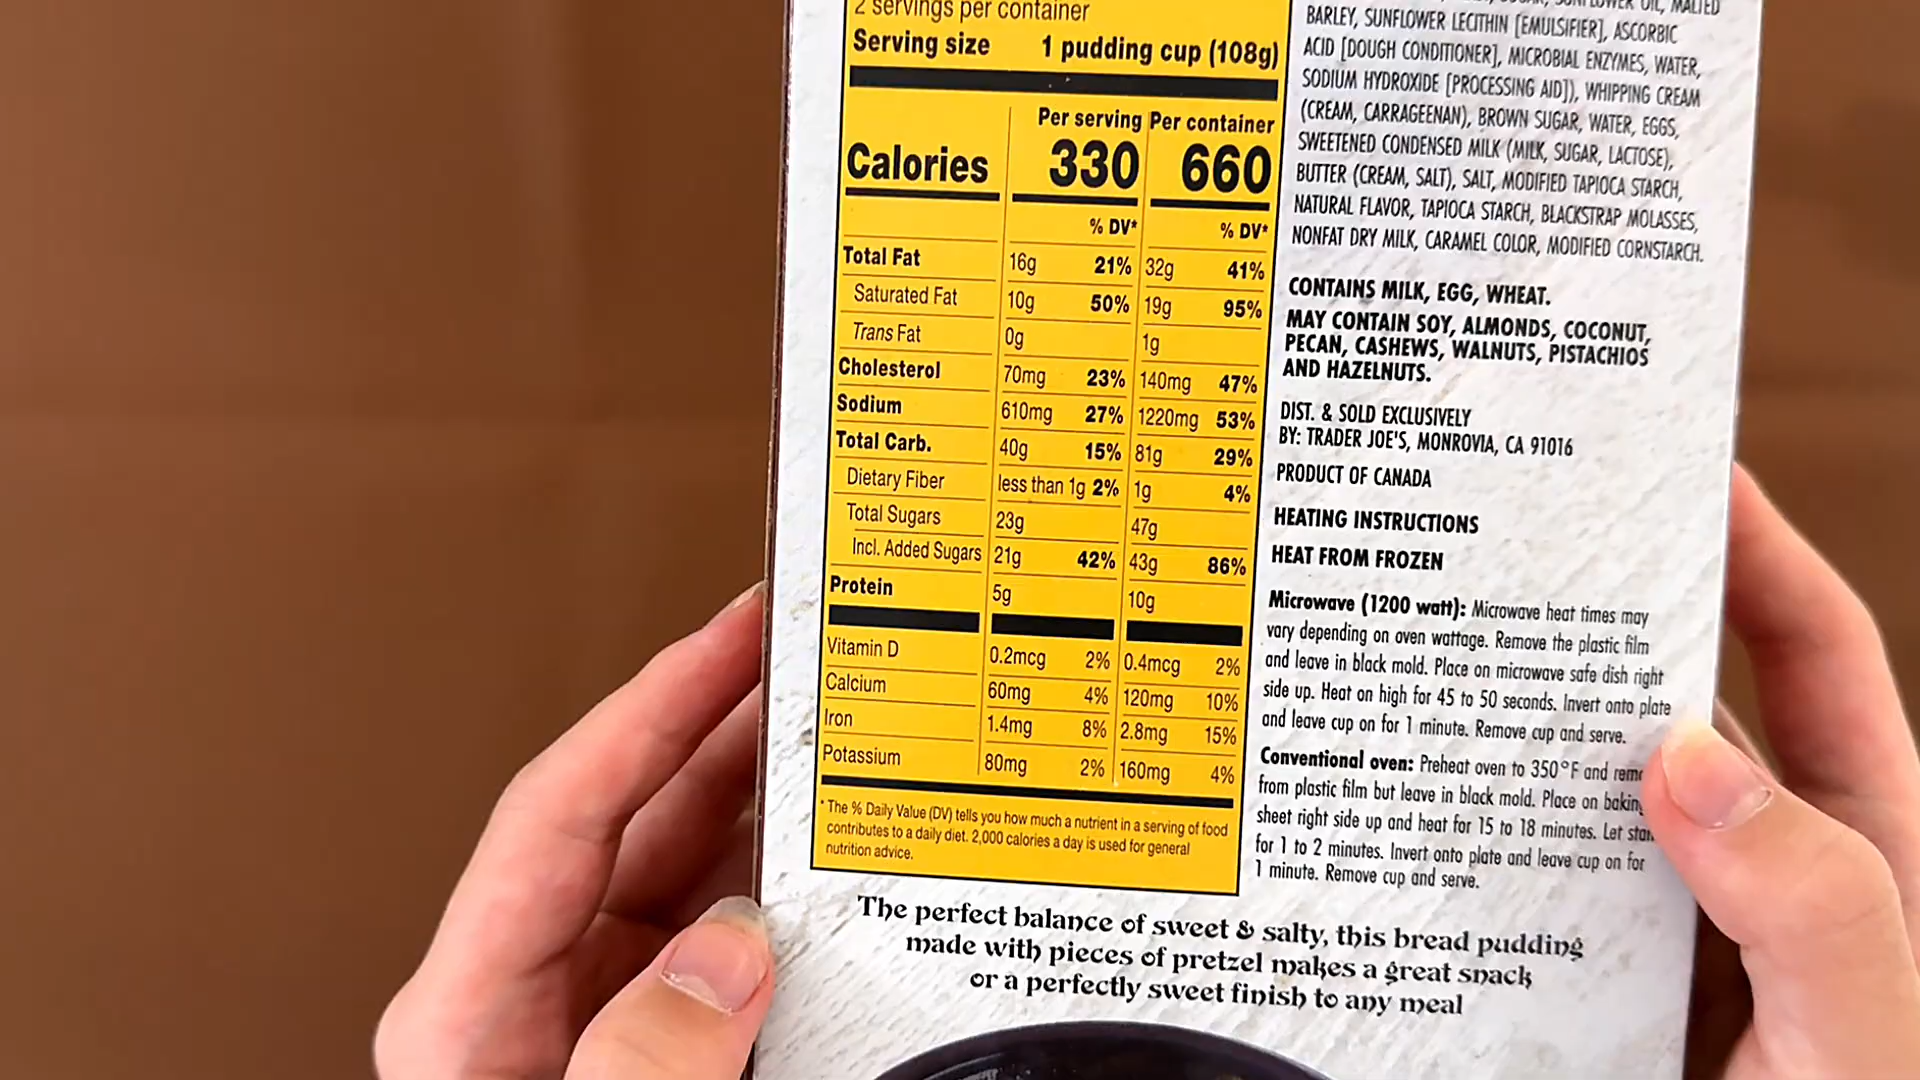 2 servings per container
Serving size 1 pudding cup (108g)
Per serving Per container
Calories 330 660
% DV* % DV*
Total Fat 16g 21% 32g 41%
Saturated Fat 10g 50% 19g 95%
Trans Fat 0g 1g
Cholesterol 70mg 23% 140mg 47%
Sodium 610mg 27% 1220mg 53%
Total Carb. 40g 15% 81g 29%
Dietary Fiber less than 1g 2% 1g 4%
Total Sugars 23g 47g
Incl. Added Sugars 21g 42% 43g 86%
Protein 5g 10g
Vitamin D 0.2mcg 2% 0.4mcg 2%
Calcium 60mg 4% 120mg 10%
Iron 1.4mg 8% 2.8mg 15%
Potassium 80mg 2% 160mg 4%
* The % Daily Value (DV) tells you how much a nutrient in a serving of food
contributes to a daily diet. 2,000 calories a day is used for general
nutrition advice.
OIL, MALTED
BARLEY, SUNFLOWER LECITHIN [EMULSIFIER], ASCORBIC
ACID [DOUGH CONDITIONER], MICROBIAL ENZYMES, WATER,
SODIUM HYDROXIDE [PROCESSING AID]), WHIPPING CREAM
(CREAM, CARRAGEENAN), BROWN SUGAR, WATER, EGGS,
SWEETENED CONDENSED MILK (MILK, SUGAR, LACTOSE),
BUTTER (CREAM, SALT), SALT, MODIFIED TAPIOCA STARCH,
NATURAL FLAVOR, TAPIOCA STARCH, BLACKSTRAP MOLASSES,
NONFAT DRY MILK, CARAMEL COLOR, MODIFIED CORNSTARCH.
CONTAINS MILK, EGG, WHEAT.
MAY CONTAIN SOY, ALMONDS, COCONUT,
PECAN, CASHEWS, WALNUTS, PISTACHIOS
AND HAZELNUTS.
DIST. & SOLD EXCLUSIVELY
BY: TRADER JOE'S, MONROVIA, CA 91016
PRODUCT OF CANADA
HEATING INSTRUCTIONS
HEAT FROM FROZEN
Microwave (1200 watt): Microwave heat times may
vary depending on oven wattage. Remove the plastic film
and leave in black mold. Place on microwave safe dish right
side up. Heat on high for 45 to 50 seconds. Invert onto plate
and leave cup on for 1 minute. Remove cup and serve.
Conventional oven: Preheat oven to 350°F and
from plastic film but leave in black mold. Place on
sheet right side up and heat for 15 to 18 minutes. Let
for 1 to 2 minutes. Invert onto plate and leave cup on for
1 minute. Remove cup and serve.
The perfect balance of sweet & salty, this bread pudding
made with pieces of pretzel makes a great snack
or a perfectly sweet finish to any meal